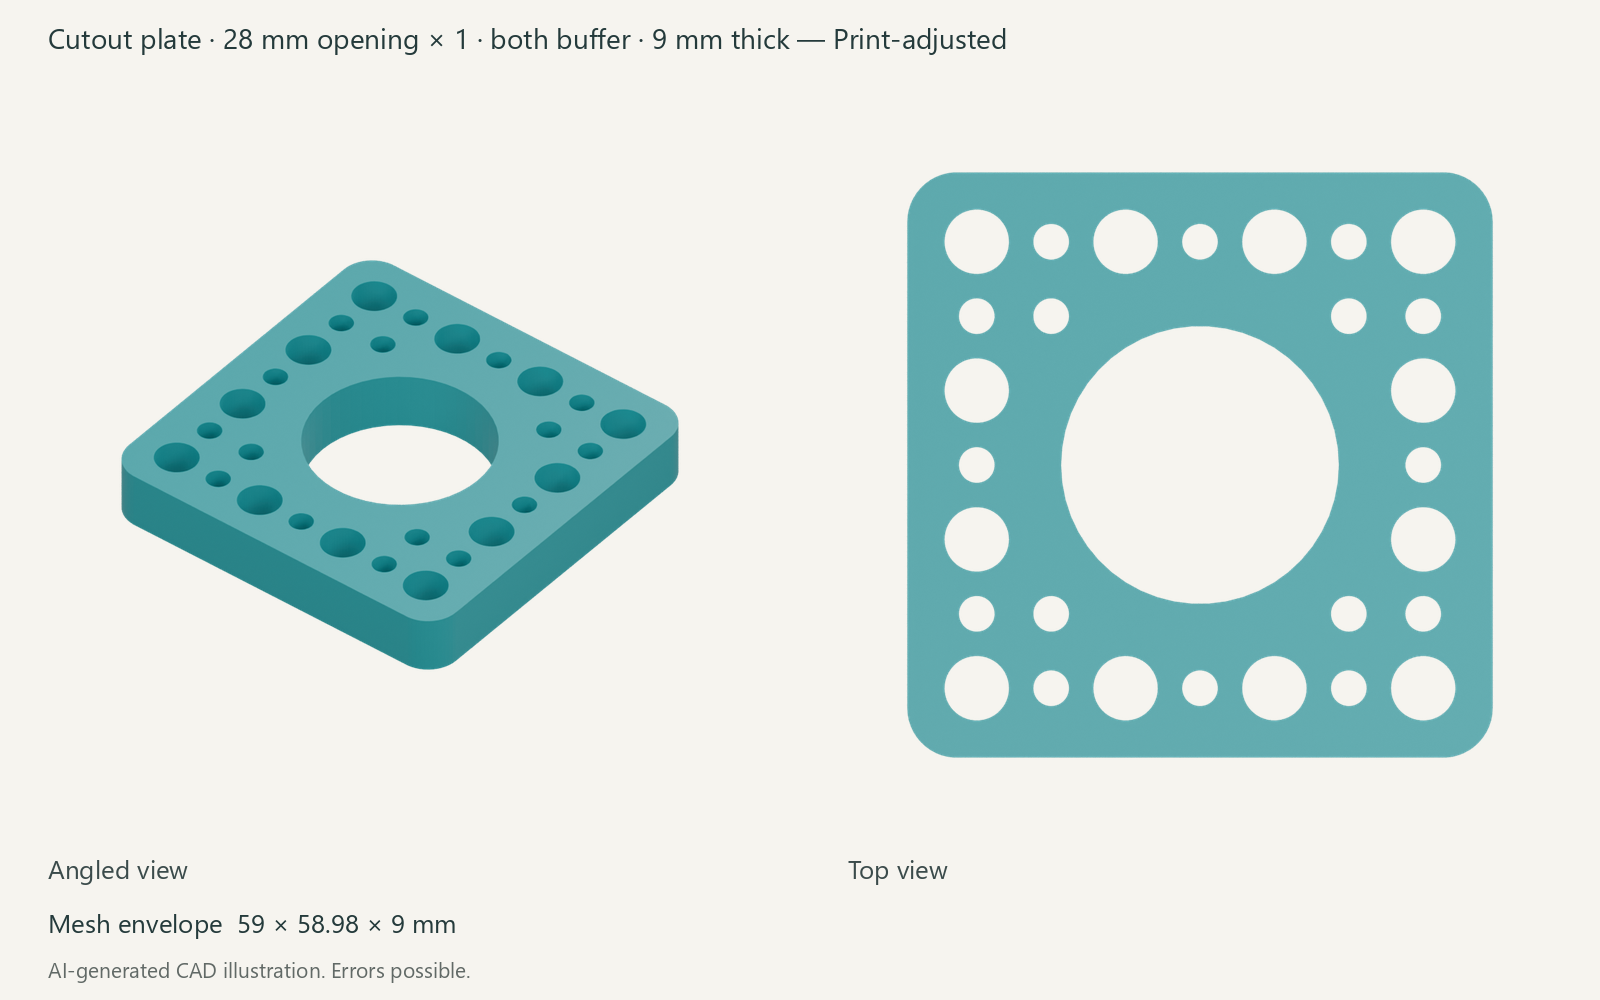 Cutout plate · 28 mm opening × 1 · both buffer · 9 mm thick — Print-adjusted
Angled view
Top view
Mesh envelope 59 × 58.98 × 9 mm
AI-generated CAD illustration. Errors possible.